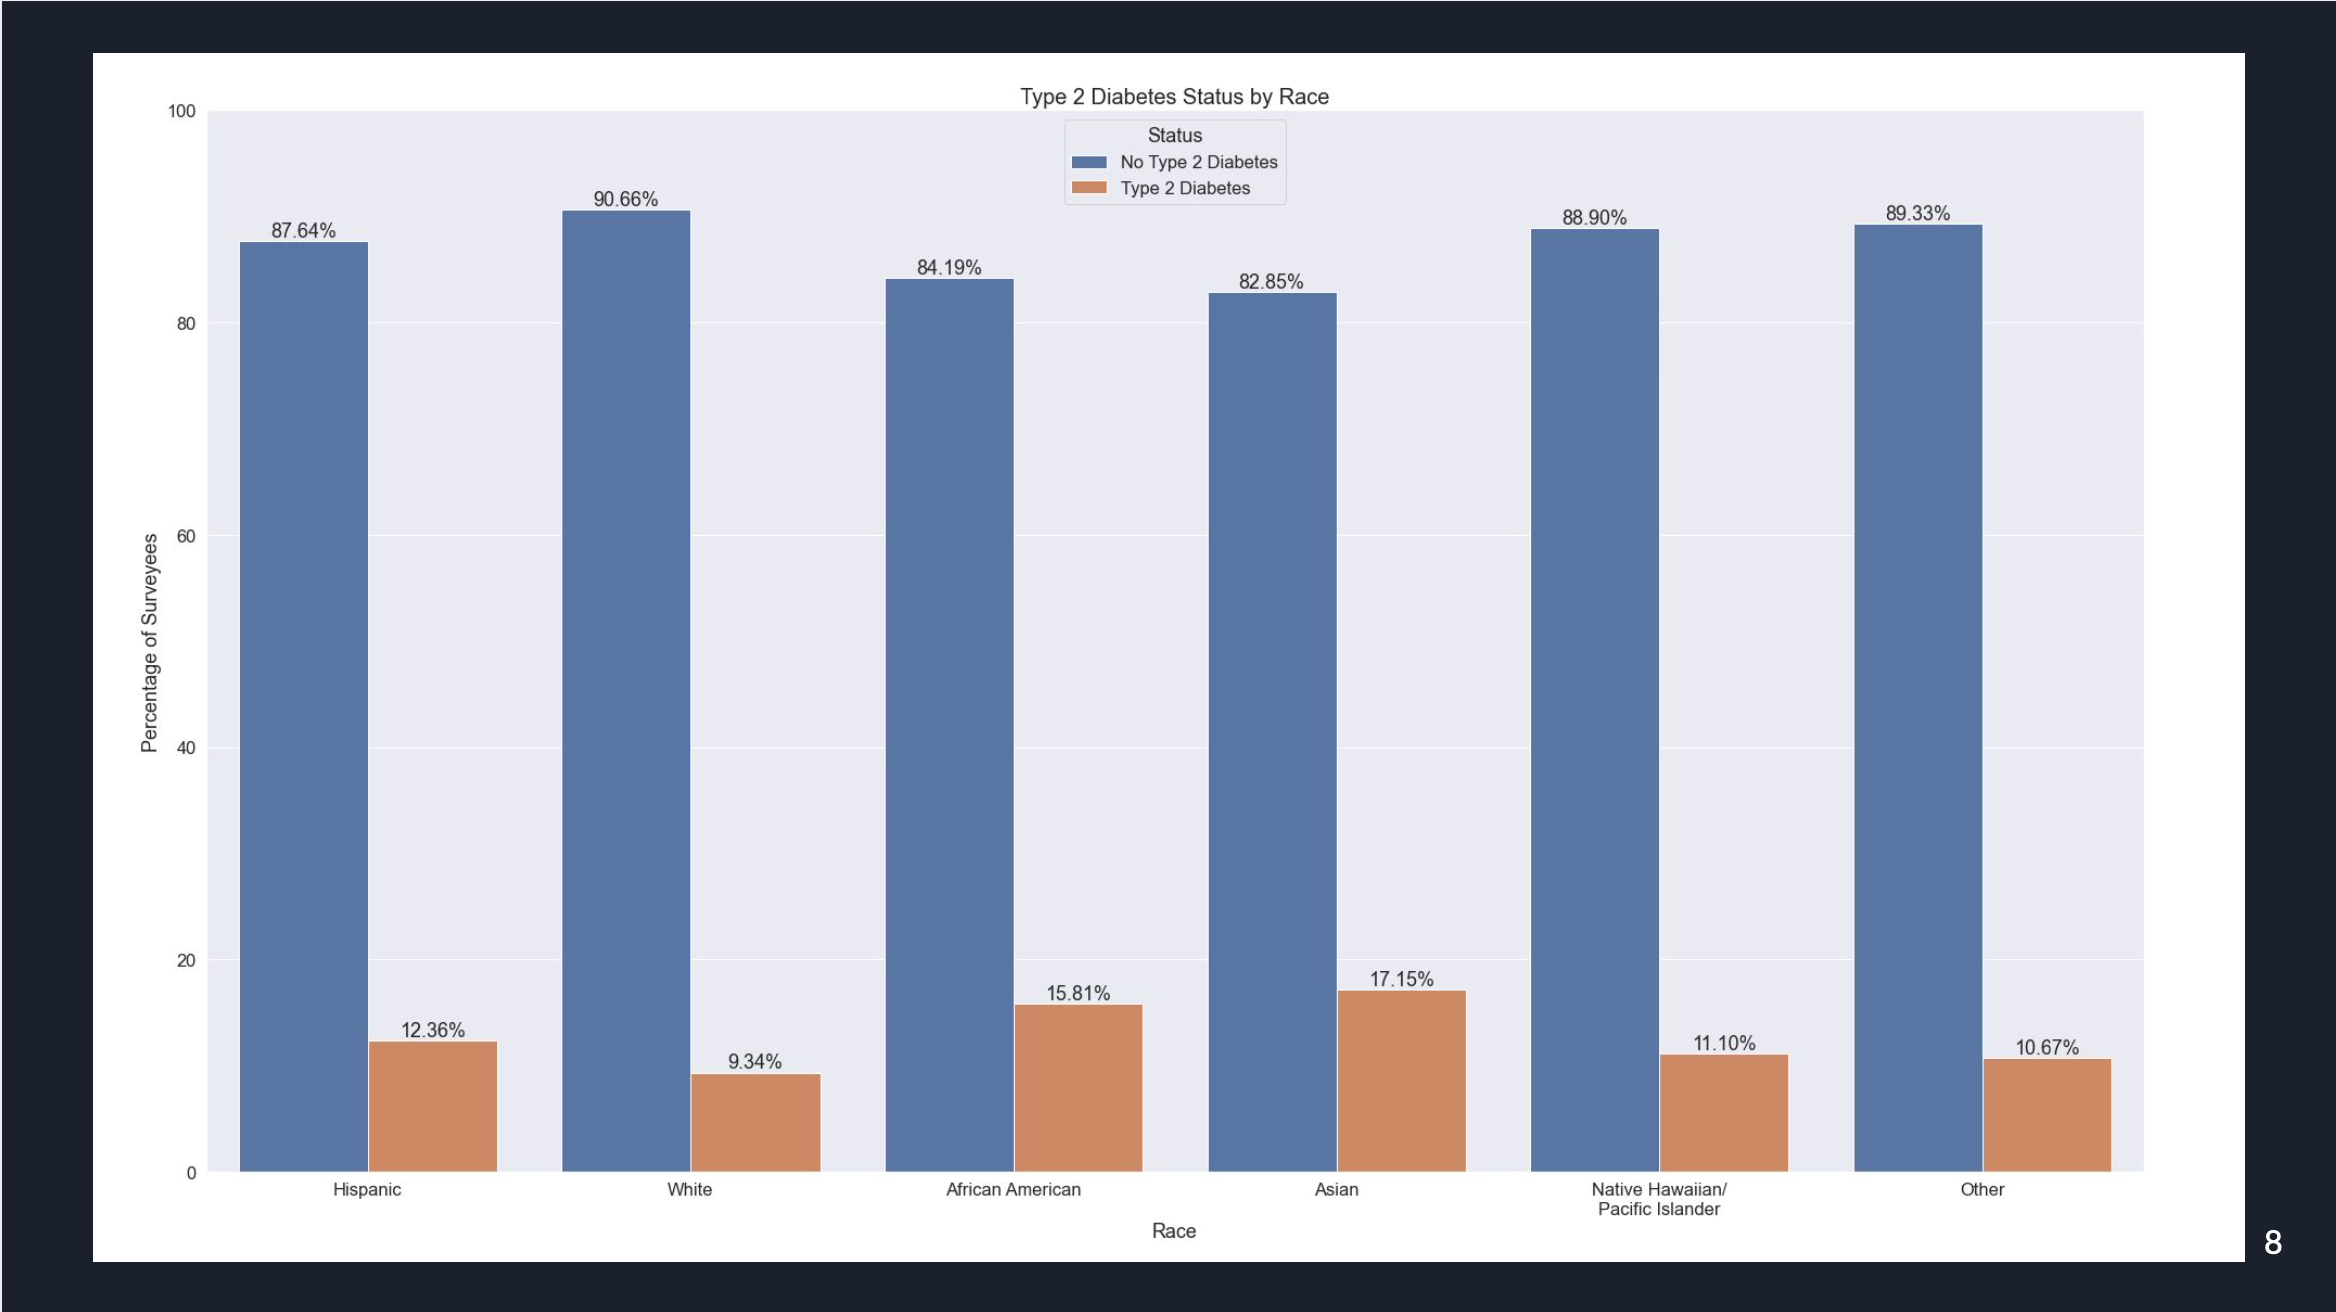 Type 2 Diabetes Status by Race
Status
No Type 2 Diabetes
Type 2 Diabetes
Percentage of Surveyees
100
80
60
40
20
0
87.64%
12.36%
90.66%
9.34%
84.19%
15.81%
82.85%
17.15%
88.90%
11.10%
89.33%
10.67%
Hispanic
White
African American
Asian
Native Hawaiian/
Pacific Islander
Other
Race
8